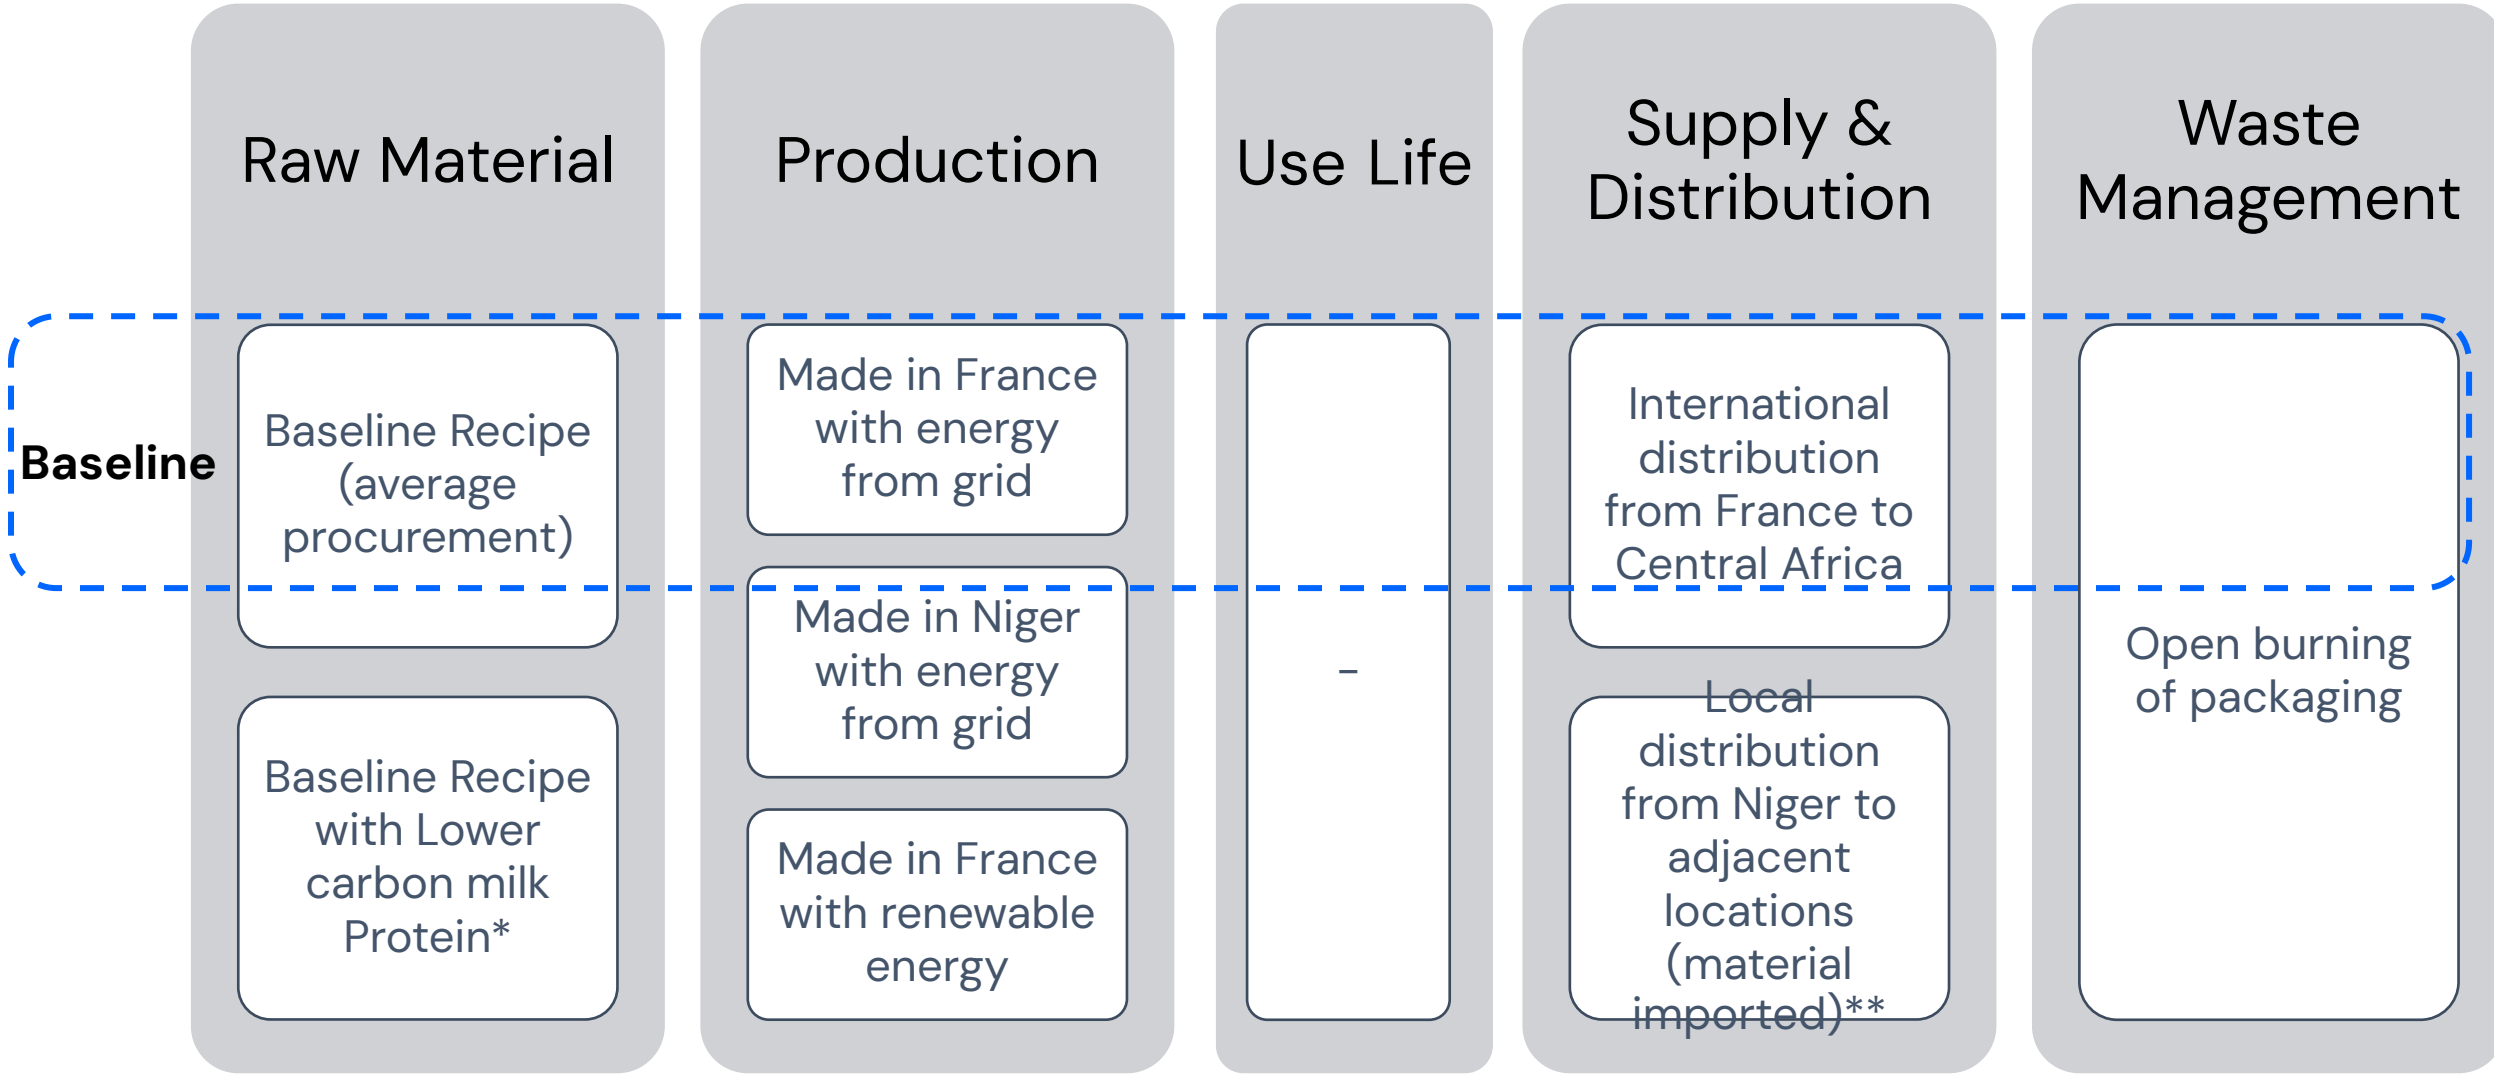 Raw Material
Production
Use Life
Supply &
Distribution
Waste
Management
Baseline
Baseline Recipe
(average
procurement)
Baseline Recipe
with Lower
carbon milk
Protein*
Made in France
with energy
from grid
Made in Niger
with energy
from grid
Made in France
with renewable
energy
–
International
distribution
from France to
Central Africa
Local
distribution
from Niger to
adjacent
locations
(material
imported)**
Open burning
of packaging